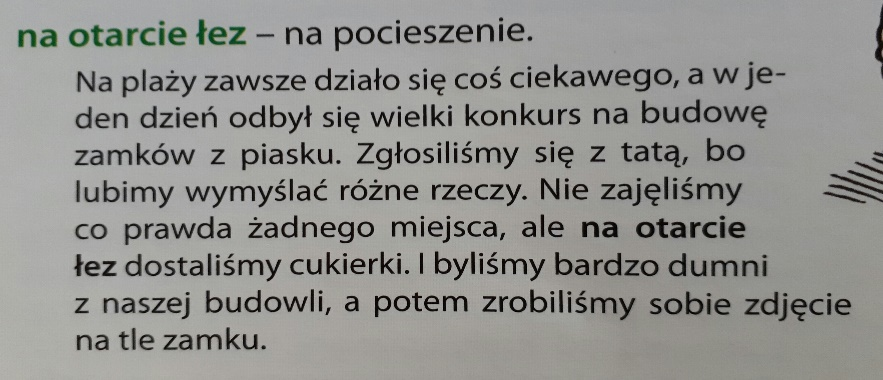 na otarcie łez – na pocieszenie.
Na plaży zawsze działo się coś ciekawego, a w je-
den dzień odbył się wielki konkurs na budowę
zamków z piasku. Zgłosiliśmy się z tatą, bo
lubimy wymyślać różne rzeczy. Nie zajęliśmy
co prawda żadnego miejsca, ale na otarcie
łez dostaliśmy cukierki. I byliśmy bardzo dumni
z naszej budowli, a potem zrobiliśmy sobie zdjęcie
na tle zamku.